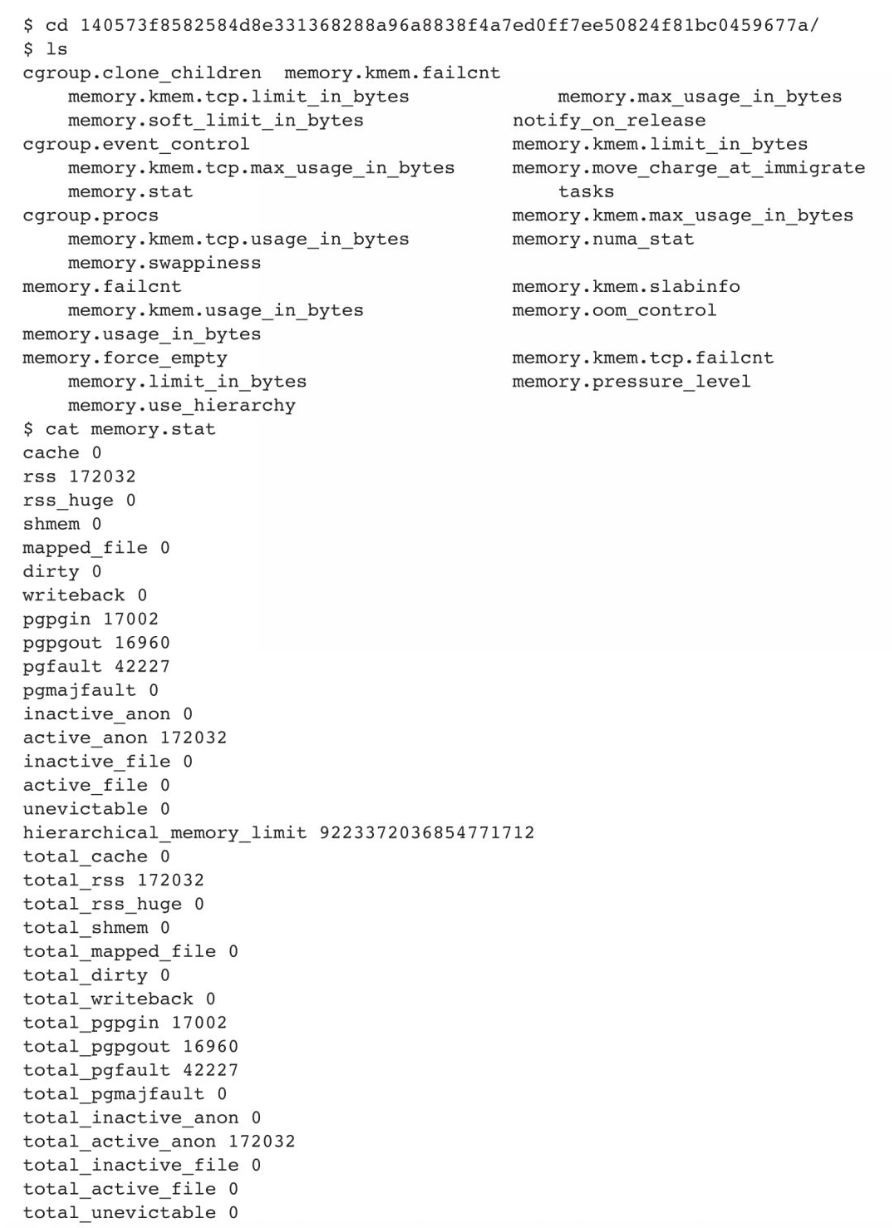 $ cd 140573f8582584d8e331368288a96a8838f4a7ed0ff7ee50824f81bc0459677a/
$ ls
cgroup.clone_children  memory.kmem.failcnt
    memory.kmem.tcp.limit_in_bytes             memory.max_usage_in_bytes
    memory.soft_limit_in_bytes             notify_on_release
cgroup.event_control                       memory.kmem.limit_in_bytes
    memory.kmem.tcp.max_usage_in_bytes     memory.move_charge_at_immigrate
    memory.stat                                tasks
cgroup.procs                               memory.kmem.max_usage_in_bytes
    memory.kmem.tcp.usage_in_bytes         memory.numa_stat
    memory.swappiness
memory.failcnt                             memory.kmem.slabinfo
    memory.kmem.usage_in_bytes             memory.oom_control
memory.usage_in_bytes
memory.force_empty                         memory.kmem.tcp.failcnt
    memory.limit_in_bytes                  memory.pressure_level
    memory.use_hierarchy
$ cat memory.stat
cache 0
rss 172032
rss_huge 0
shmem 0
mapped_file 0
dirty 0
writeback 0
pgpgin 17002
pgpgout 16960
pgfault 42227
pgmajfault 0
inactive_anon 0
active_anon 172032
inactive_file 0
active_file 0
unevictable 0
hierarchical_memory_limit 9223372036854771712
total_cache 0
total_rss 172032
total_rss_huge 0
total_shmem 0
total_mapped_file 0
total_dirty 0
total_writeback 0
total_pgpgin 17002
total_pgpgout 16960
total_pgfault 42227
total_pgmajfault 0
total_inactive_anon 0
total_active_anon 172032
total_inactive_file 0
total_active_file 0
total_unevictable 0